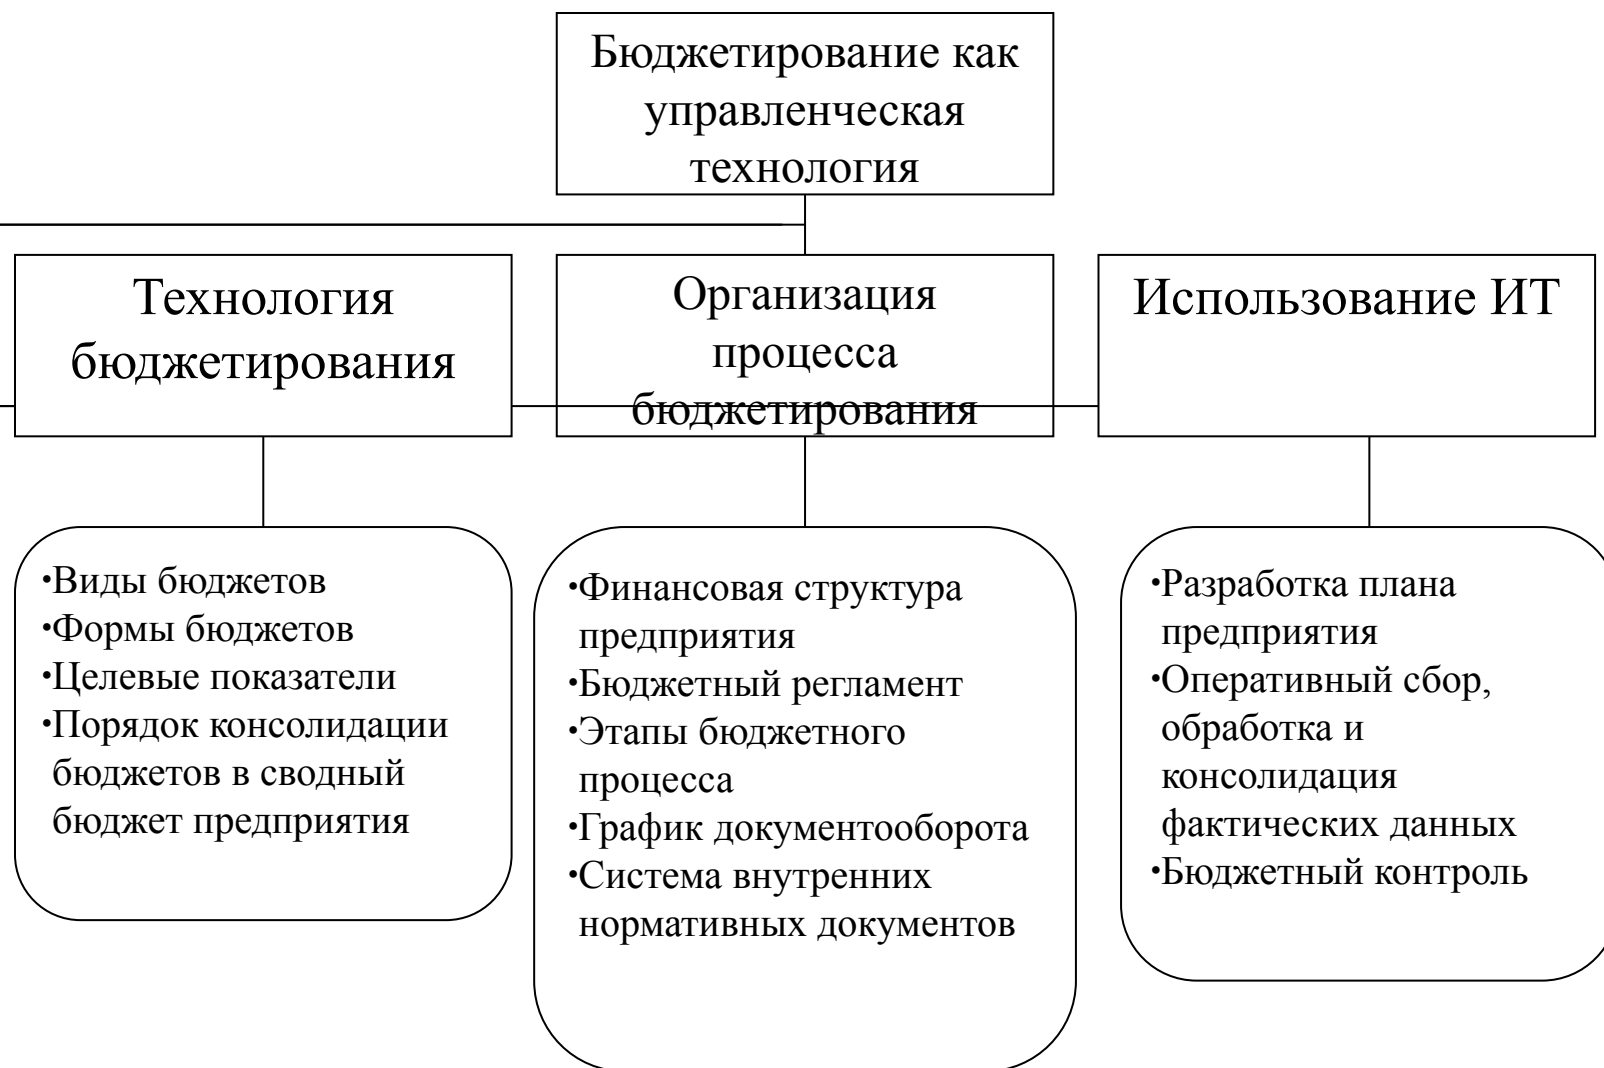 Бюджетирование как
управленческая
технология
Технология
бюджетирования
Организация
процесса
бюджетирования
Использование ИТ
·Виды бюджетов
·Формы бюджетов
·Целевые показатели
·Порядок консолидации
бюджетов в сводный
бюджет предприятия
·Финансовая структура
предприятия
·Бюджетный регламент
·Этапы бюджетного
процесса
·График документооборота
·Система внутренних
нормативных документов
·Разработка плана
предприятия
·Оперативный сбор,
обработка и
консолидация
фактических данных
·Бюджетный контроль